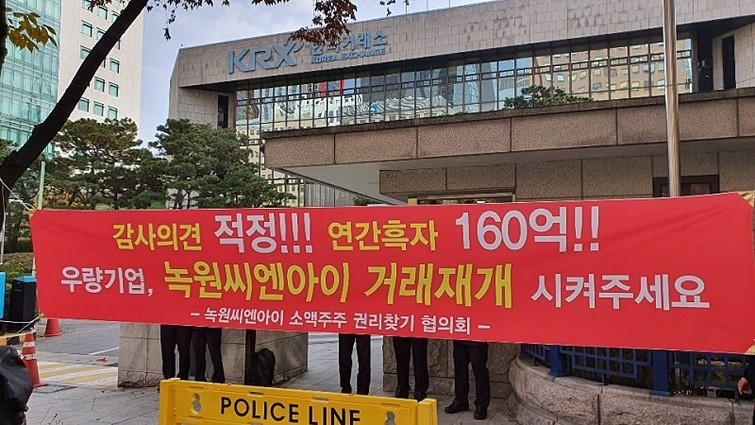 KRX 한국거래소
KOREA EXCHANGE
감사의견 적정!!! 연간흑자 160억!!
우량기업, 녹원씨엔아이 거래재개 시켜주세요
– 녹원씨엔아이 소액주주 권리찾기 협의회 –
POLICE LINE